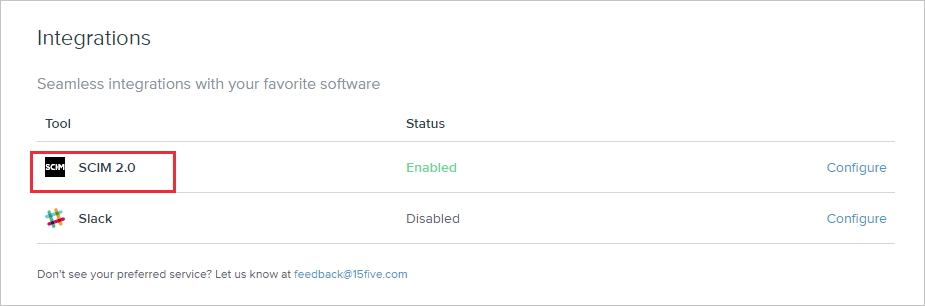 Integrations
Seamless integrations with your favorite software
Tool Status
SCIM SCIM 2.0 Enabled Configure
Slack Disabled Configure
Don't see your preferred service? Let us know at feedback@15five.com